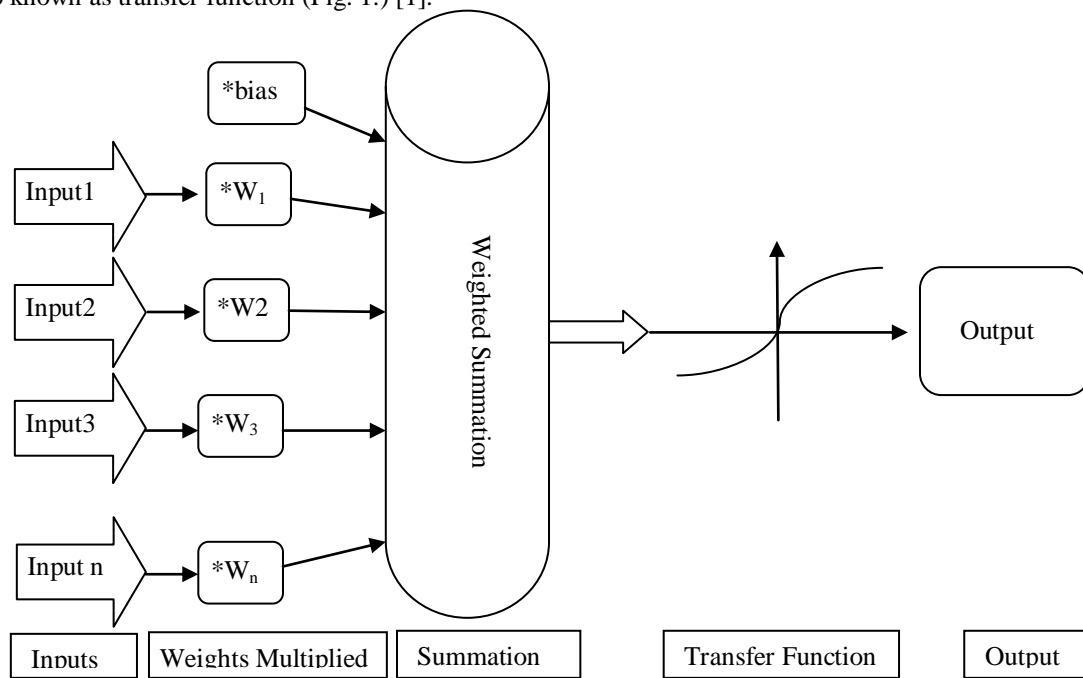 known as transfer function (Fig. 1.) [1].
*bias
Input1
*W₁
Input2
*W2
Input3
*W₃
Input n
*Wₙ
Weighted Summation
Output
Inputs
Weights Multiplied
Summation
Transfer Function
Output